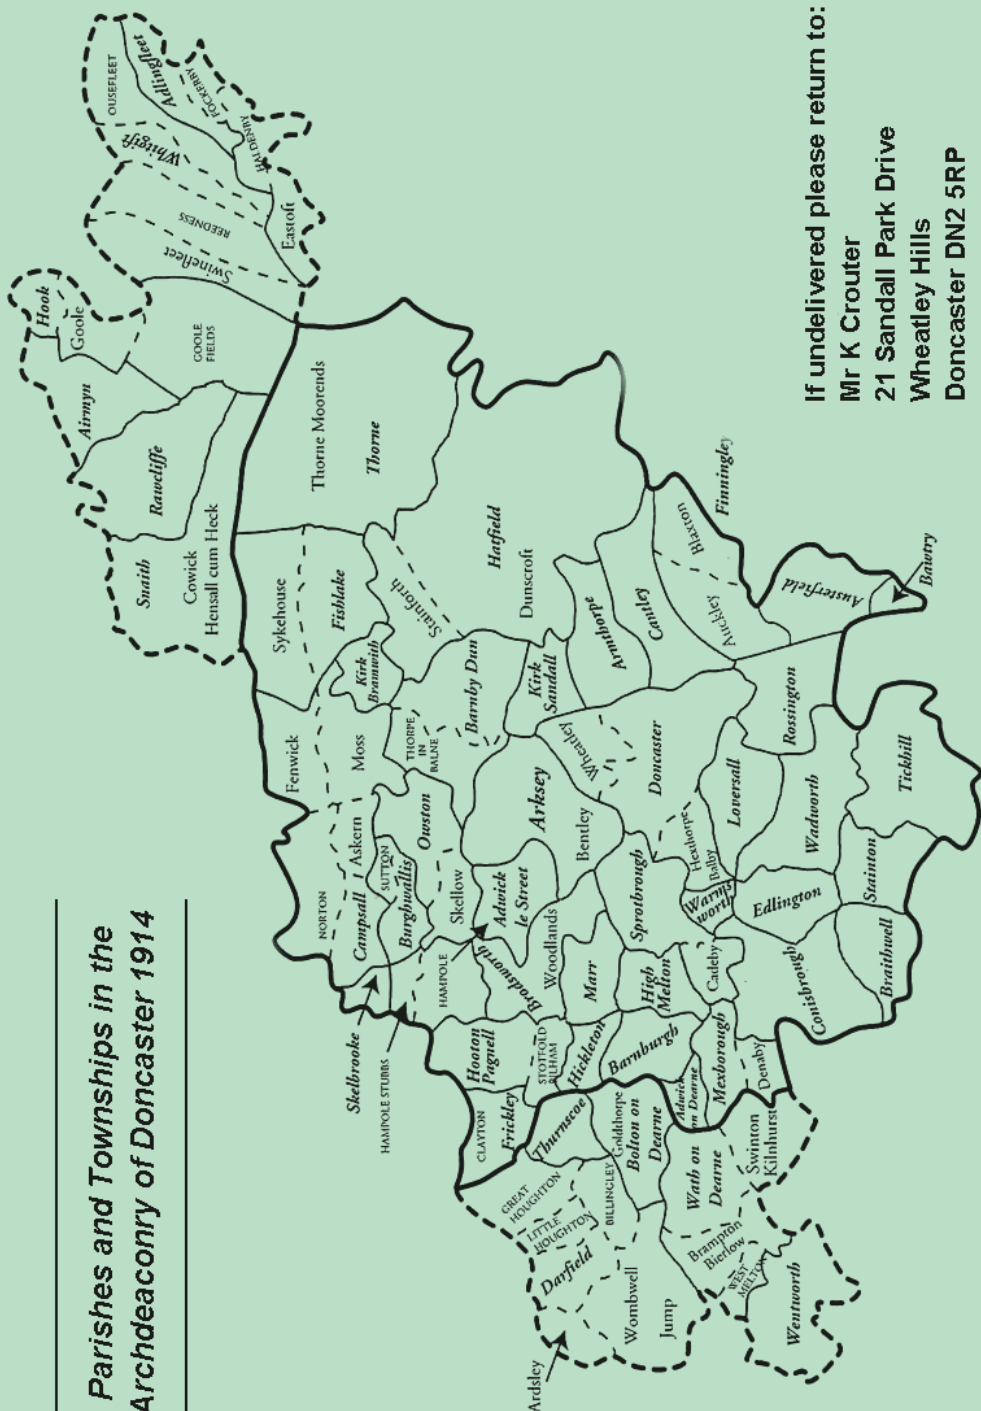 Parishes and Townships in the
Archdeaconry of Doncaster 1914
If undelivered please return to:
Mr K Crouter
21 Sandall Park Drive
Wheatley Hills
Doncaster DN2 5RP
OUSEFLEET
Adlingfleet
FOCKERBY
HALDENRY
Whitgift
REEDNESS
Eastoft
Swinefleet
Hook
Goole
GOOLE
FIELDS
Airmyn
Rawcliffe
Snaith
Cowick
Hensall cum Heck
Thorne Moorends
Thorne
Sykehouse
Fishlake
Stainforth
Hatfield
Dunscroft
Kirk
Bramwith
Fenwick
Moss
THORPE
IN
BALNE
Barnby Dun
Kirk
Sandall
Armthorpe
Cantley
Blaxton
Finningley
Auckley
Austerfield
Bawtry
NORTON
Askern
Campsall
SUTTON
Burghwallis
Owston
Skellow
Arksey
Bentley
Wheatley
Doncaster
Rossington
Loversall
Wadworth
Tickhill
Skelbrooke
HAMPOLE STUBBS
HAMPOLE
Adwick
le Street
Woodlands
Brodsworth
Marr
Sprotbrough
Hexthorpe
Balby
Warms
worth
Edlington
Stainton
Braithwell
Conisbrough
Cadeby
High
Melton
Hooton
Pagnell
STOTFOLD
BILHAM
Hickleton
Barnburgh
Adwick
on Dearne
Mexborough
Denaby
CLAYTON
Frickley
Thurnscoe
Goldthorpe
Bolton on
Dearne
Wath on
Dearne
Swinton
Kilnhurst
GREAT
HOUGHTON
LITTLE
HOUGHTON
BILLINGLEY
Darfield
Wombwell
Jump
Brampton
Bierlow
WEST
MELTON
Wentworth
Ardsley